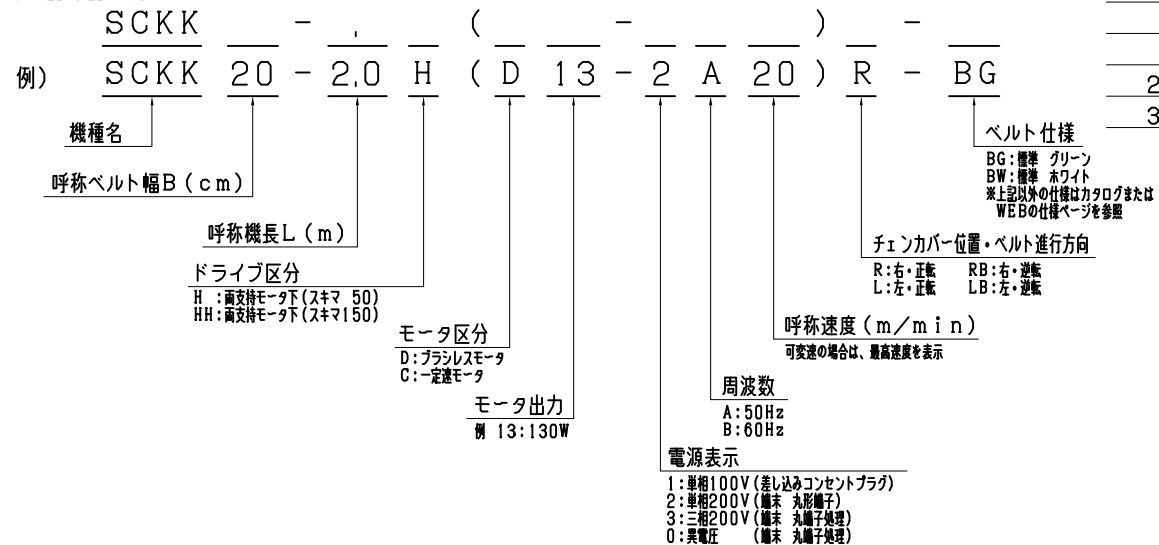 SCKK － . （ － ） －
例） SCKK 20 － 2.0 H （ D 13 － 2 A 20 ） R － BG
2
3
機種名
ベルト仕様
BG：標準 グリーン
BW：標準 ホワイト
※上記以外の仕様はカタログまたは
WEBの仕様ページを参照
呼称ベルト幅B（cm）
呼称機長L（m）
チェンカバー位置・ベルト進行方向
R：右・正転 RB：右・逆転
L：左・正転 LB：左・逆転
ドライブ区分
H ：両支持モータ下（スキマ 50）
HH：両支持モータ下（スキマ150）
呼称速度（m／min）
可変速の場合は、最高速度を表示
モータ区分
D：ブラシレスモータ
C：一定速モータ
周波数
A：50Hz
B：60Hz
モータ出力
例 13：130W
電源表示
1：単相100V（差し込みコンセントプラグ）
2：単相200V（端末 丸形端子）
3：三相200V（端末 丸端子処理）
0：異電圧 （端末 丸端子処理）